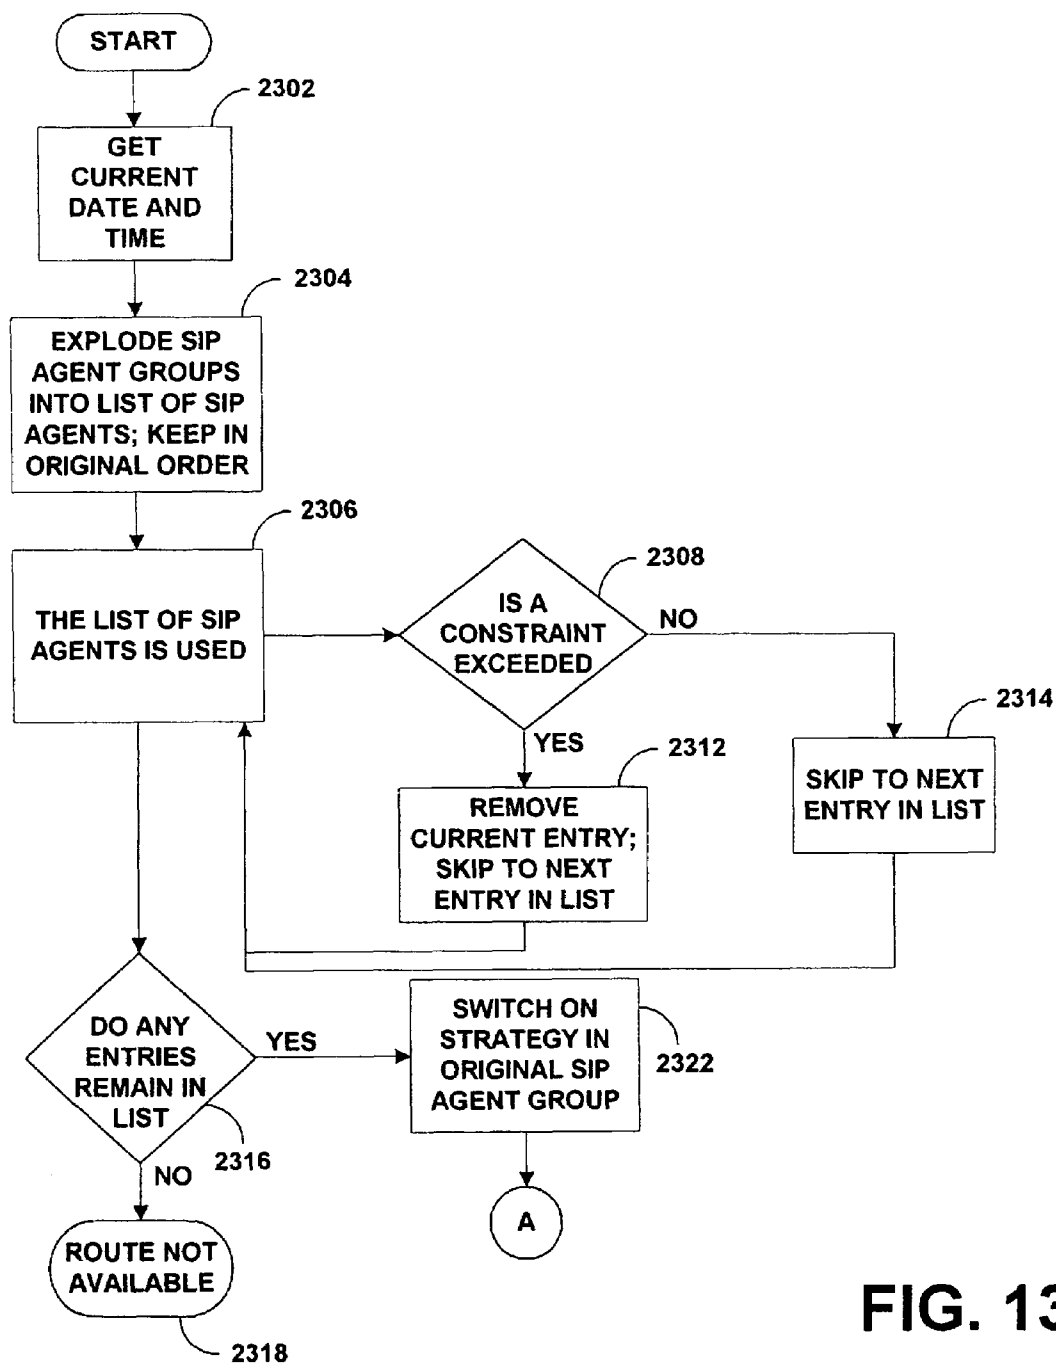 START
2302
GET
CURRENT
DATE AND
TIME
2304
EXPLODE SIP
AGENT GROUPS
INTO LIST OF SIP
AGENTS; KEEP IN
ORIGINAL ORDER
2306
THE LIST OF SIP
AGENTS IS USED
2308
IS A
CONSTRAINT
EXCEEDED
NO
YES
2312
REMOVE
CURRENT ENTRY;
SKIP TO NEXT
ENTRY IN LIST
2314
SKIP TO NEXT
ENTRY IN LIST
DO ANY
ENTRIES
REMAIN IN
LIST
2316
YES
SWITCH ON
STRATEGY IN
ORIGINAL SIP
AGENT GROUP
2322
NO
A
ROUTE NOT
AVAILABLE
2318
FIG. 13